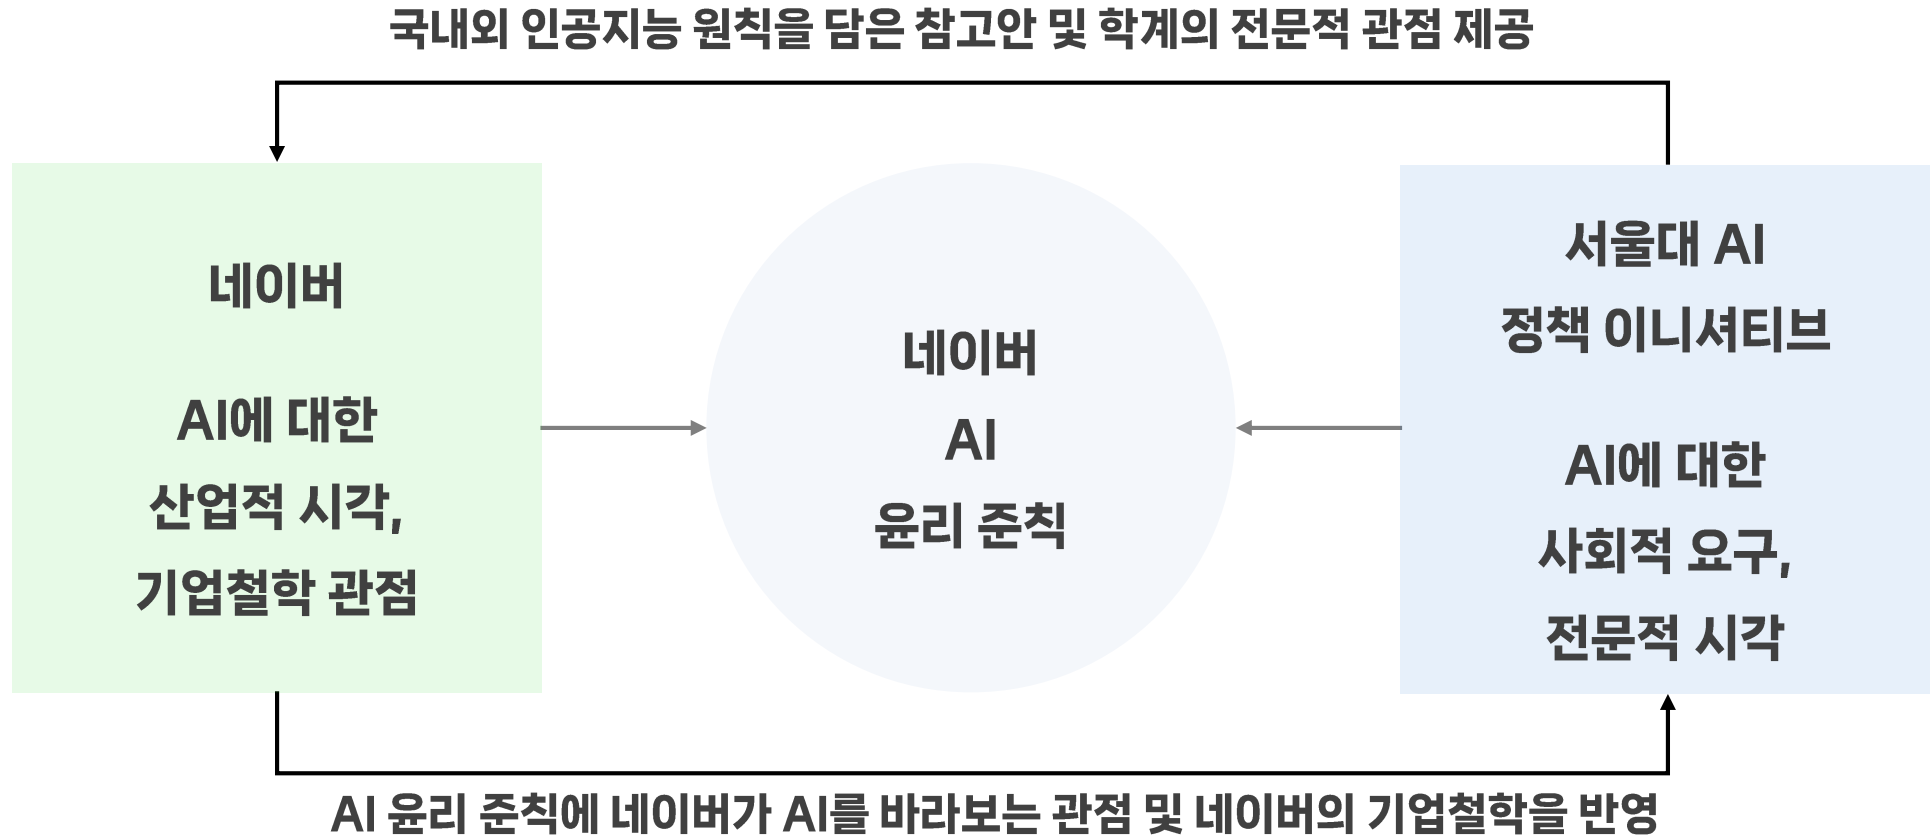 국내외 인공지능 원칙을 담은 참고안 및 학계의 전문적 관점 제공
네이버
AI에 대한
산업적 시각,
기업철학 관점
네이버
AI
윤리 준칙
서울대 AI
정책 이니셔티브
AI에 대한
사회적 요구,
전문적 시각
AI 윤리 준칙에 네이버가 AI를 바라보는 관점 및 네이버의 기업철학을 반영